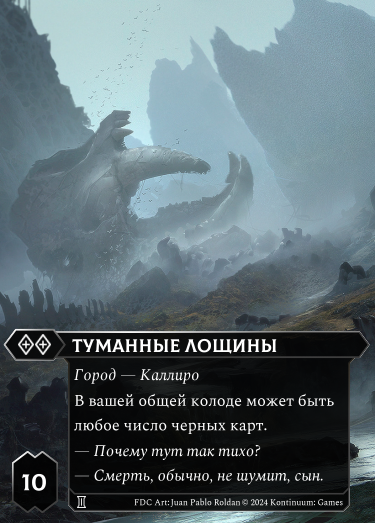 ТУМАННЫЕ ЛОЩИНЫ
Город — Каллиро
В вашей общей колоде может быть
любое число черных карт.
— Почему тут так тихо?
— Смерть, обычно, не шумит, сын.
10
FDC Art: Juan Pablo Roldan © 2024 Kontinuum: Games